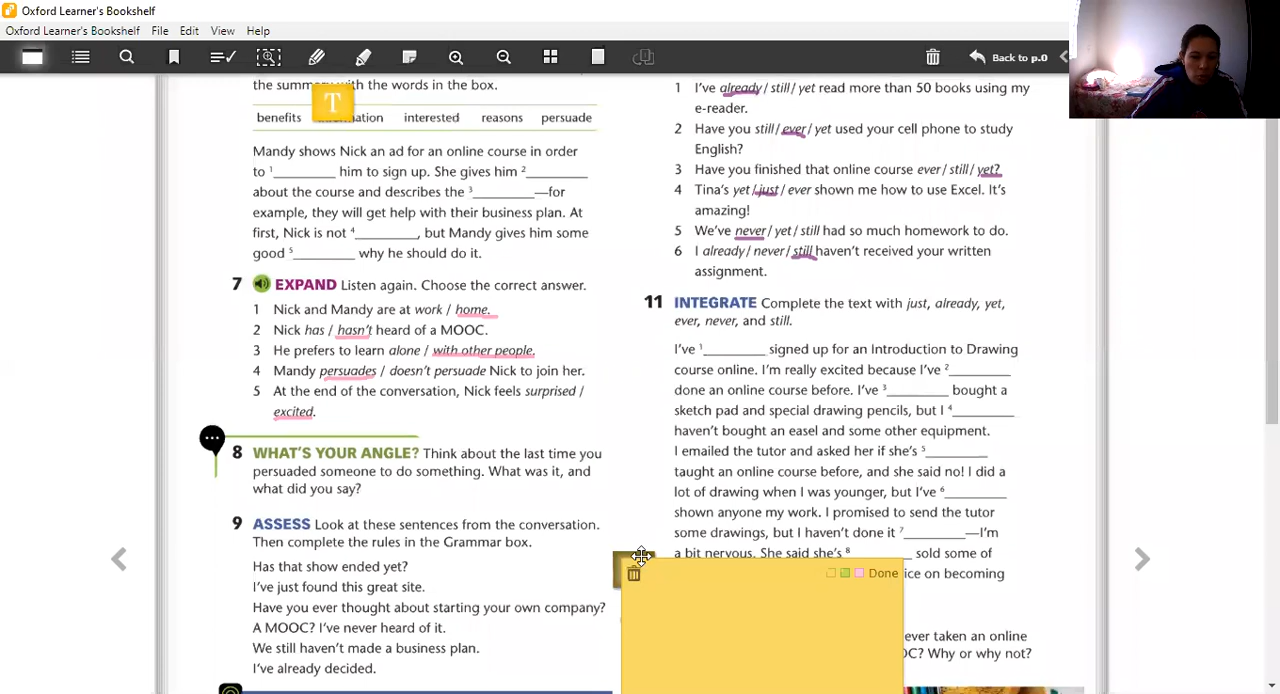 Oxford Learner's Bookshelf
Oxford Learner's Bookshelf File Edit View Help
Back to p.0
the summary with the words in the box.
T
benefits information interested reasons persuade
Mandy shows Nick an ad for an online course in order
to 1__________ him to sign up. She gives him 2__________
about the course and describes the 3__________—for
example, they will get help with their business plan. At
first, Nick is not 4__________, but Mandy gives him some
good 5__________ why he should do it.
7 EXPAND Listen again. Choose the correct answer.
1 Nick and Mandy are at work / home.
2 Nick has / hasn't heard of a MOOC.
3 He prefers to learn alone / with other people.
4 Mandy persuades / doesn't persuade Nick to join her.
5 At the end of the conversation, Nick feels surprised /
excited.
8 WHAT'S YOUR ANGLE? Think about the last time you
persuaded someone to do something. What was it, and
what did you say?
9 ASSESS Look at these sentences from the conversation.
Then complete the rules in the Grammar box.
Has that show ended yet?
I've just found this great site.
Have you ever thought about starting your own company?
A MOOC? I've never heard of it.
We still haven't made a business plan.
I've already decided.
1 I've already / still / yet read more than 50 books using my
e-reader.
2 Have you still / ever / yet used your cell phone to study
English?
3 Have you finished that online course ever / still / yet?
4 Tina's yet / just / ever shown me how to use Excel. It's
amazing!
5 We've never / yet / still had so much homework to do.
6 I already / never / still haven't received your written
assignment.
11 INTEGRATE Complete the text with just, already, yet,
ever, never, and still.
I've 1__________ signed up for an Introduction to Drawing
course online. I'm really excited because I've 2__________
done an online course before. I've 3__________ bought a
sketch pad and special drawing pencils, but I 4__________
haven't bought an easel and some other equipment.
I emailed the tutor and asked her if she's 5__________
taught an online course before, and she said no! I did a
lot of drawing when I was younger, but I've 6__________
shown anyone my work. I promised to send the tutor
some drawings, but I haven't done it 7__________—I'm
a bit nervous. She said she's 8__________ sold some of
Done
ice on becoming
ever taken an online
OC? Why or why not?